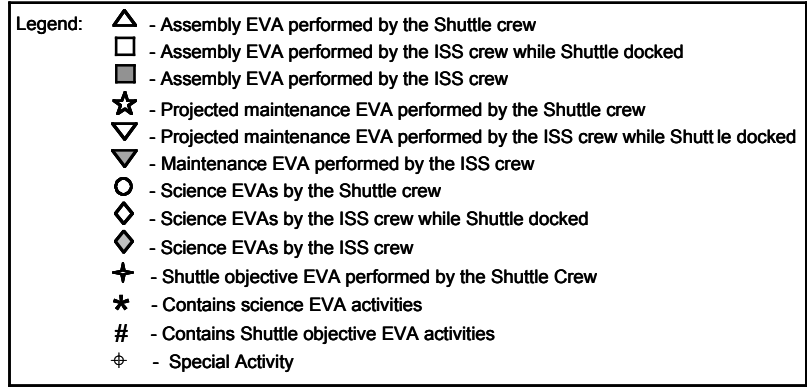 Legend: - Assembly EVA performed by the Shuttle crew
- Assembly EVA performed by the ISS crew while Shuttle docked
- Assembly EVA performed by the ISS crew
- Projected maintenance EVA performed by the Shuttle crew
- Projected maintenance EVA performed by the ISS crew while Shuttle docked
- Maintenance EVA performed by the ISS crew
- Science EVAs by the Shuttle crew
- Science EVAs by the ISS crew while Shuttle docked
- Science EVAs by the ISS crew
- Shuttle objective EVA performed by the Shuttle Crew
* - Contains science EVA activities
# - Contains Shuttle objective EVA activities
- Special Activity